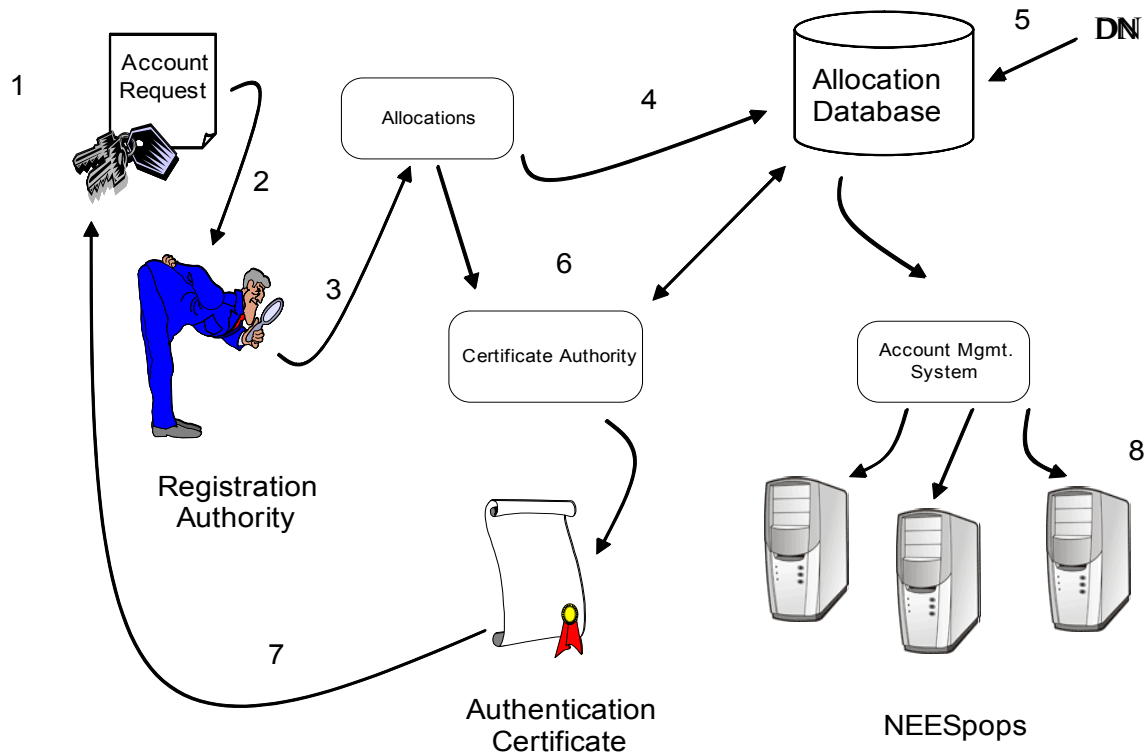 1
Account
Request
2
Registration
Authority
3
Allocations
4
Allocation
Database
5
DN
6
Certificate Authority
Authentication
Certificate
7
Account Mgmt.
System
8
NEESpops